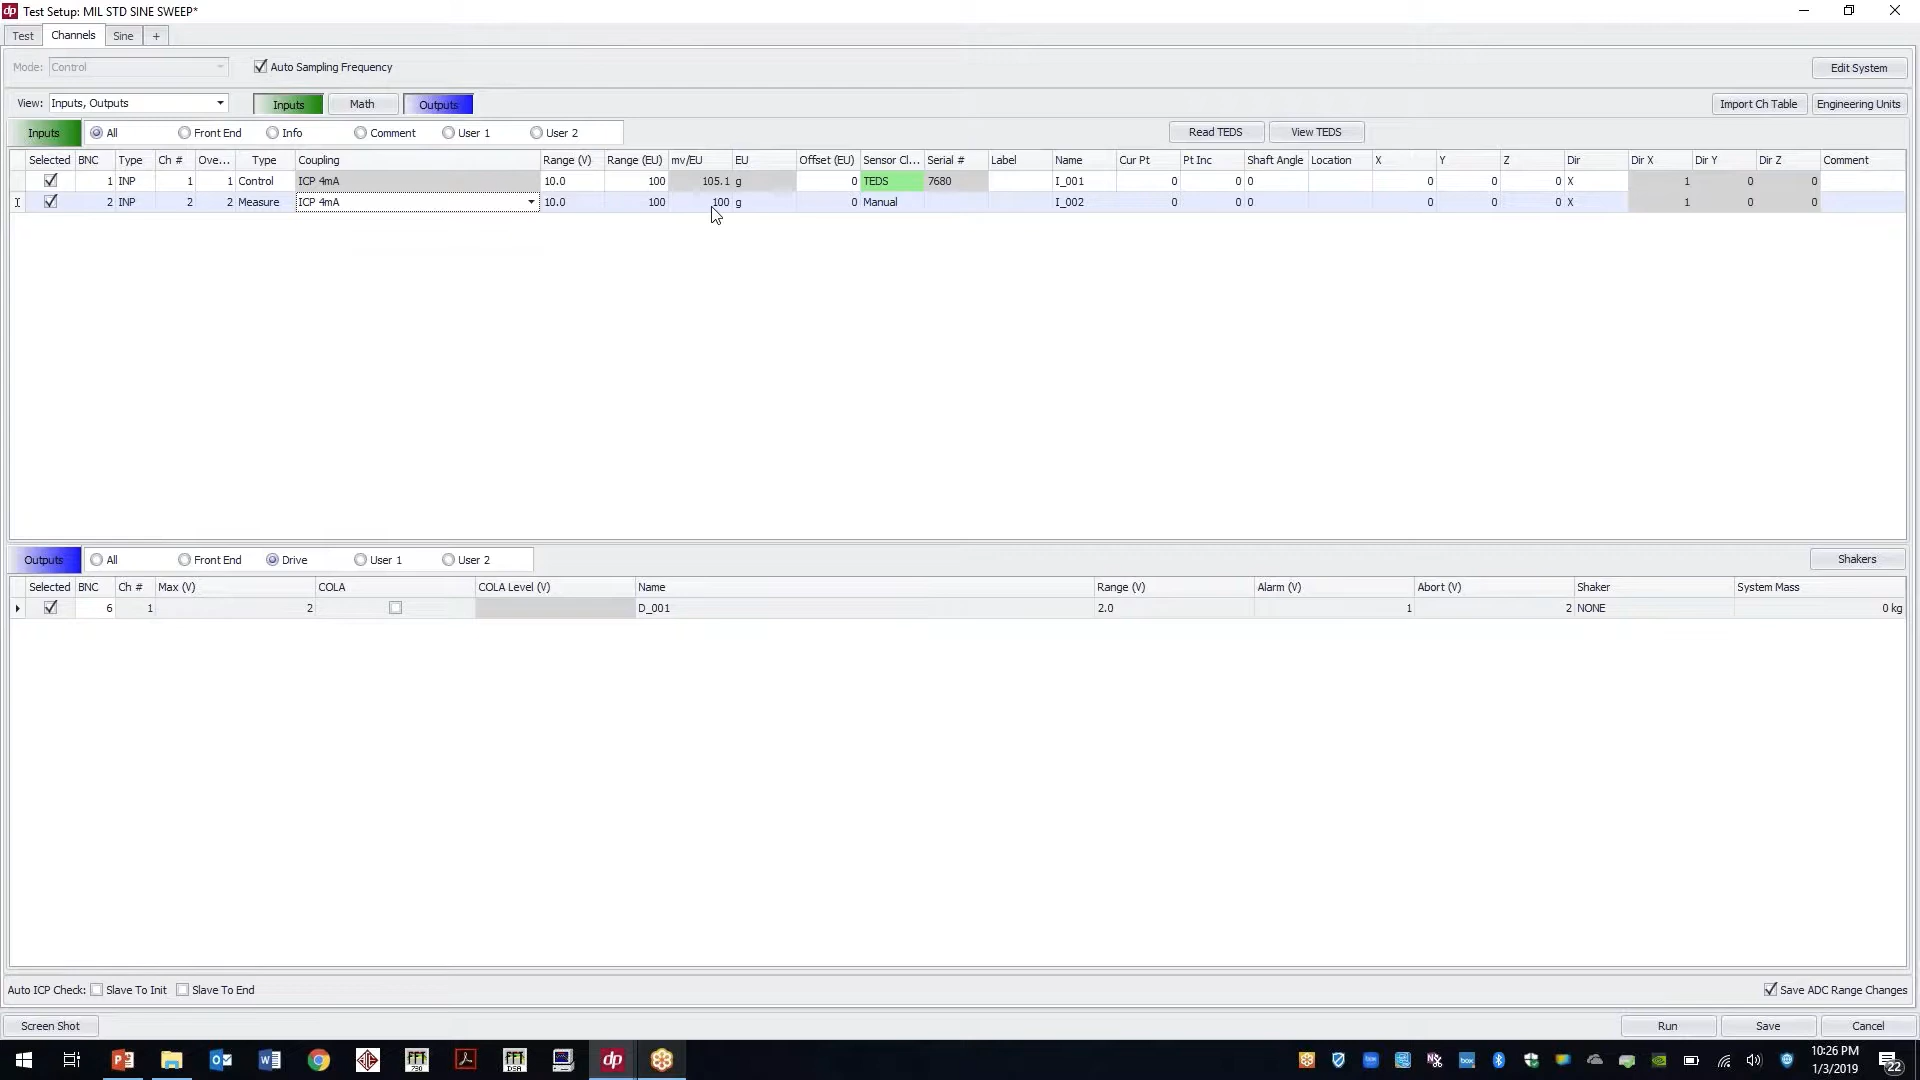 dp Test Setup: MIL STD SINE SWEEP*
Test Channels Sine +
Mode: Control Auto Sampling Frequency Edit System
View: Inputs, Outputs Inputs Math Outputs Import Ch Table Engineering Units
Inputs All Front End Info Comment User 1 User 2 Read TEDS View TEDS
Selected BNC Type Ch # Ove... Type Coupling Range (V) Range (EU) mv/EU EU Offset (EU) Sensor Cl... Serial # Label Name Cur Pt Pt Inc Shaft Angle Location X Y Z Dir Dir X Dir Y Dir Z Comment
1 INP 1 1 Control ICP 4mA 10.0 100 105.1 g 0 TEDS 7680 I_001 0 0 0 0 0 0 X 1 0 0
2 INP 2 2 Measure ICP 4mA 10.0 100 100 g 0 Manual I_002 0 0 0 0 0 0 X 1 0 0
Outputs All Front End Drive User 1 User 2 Shakers
Selected BNC Ch # Max (V) COLA COLA Level (V) Name Range (V) Alarm (V) Abort (V) Shaker System Mass
6 1 2 D_001 2.0 1 2 NONE 0 kg
Auto ICP Check: Slave To Init Slave To End Save ADC Range Changes
Screen Shot Run Save Cancel
FFT 790 FFT DSA dp box box 10:26 PM
1/3/2019 22